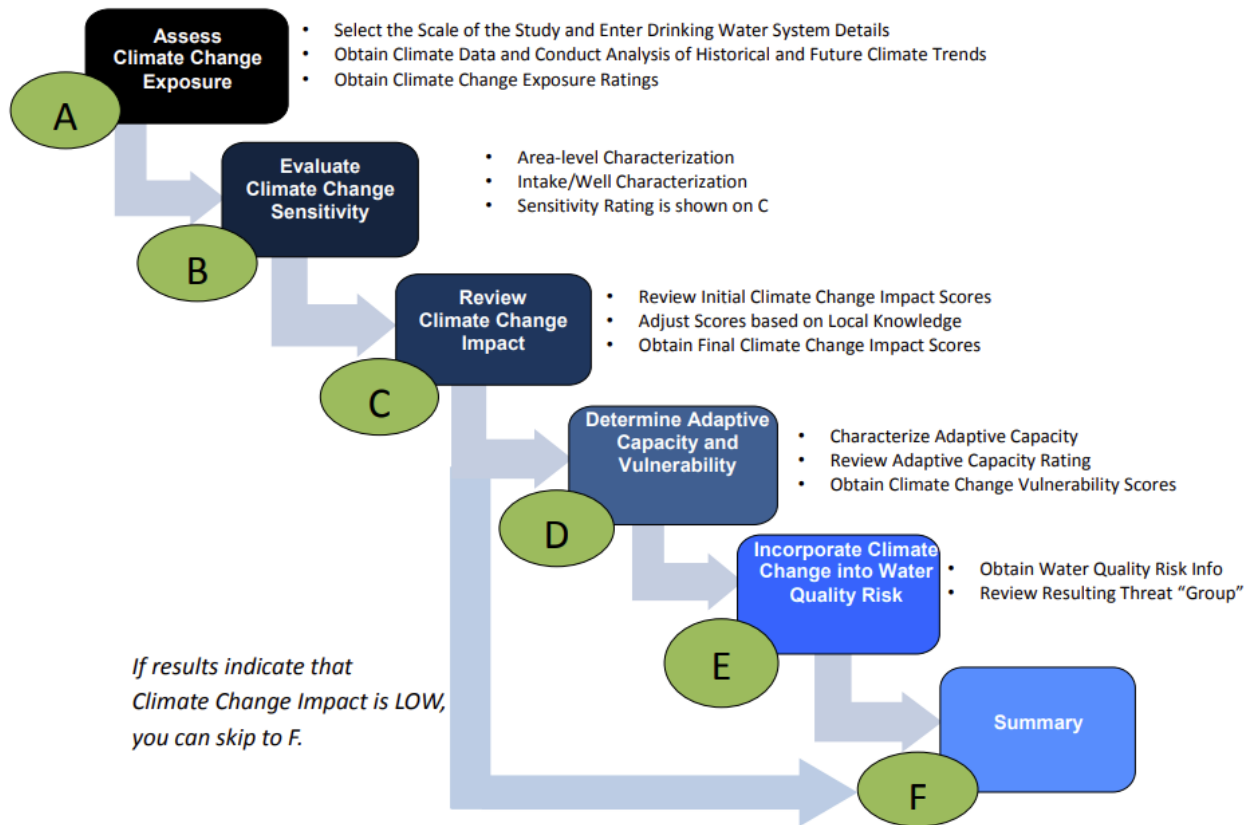 Assess
Climate Change
Exposure
A
• Select the Scale of the Study and Enter Drinking Water System Details
• Obtain Climate Data and Conduct Analysis of Historical and Future Climate Trends
• Obtain Climate Change Exposure Ratings
Evaluate
Climate Change
Sensitivity
B
• Area-level Characterization
• Intake/Well Characterization
• Sensitivity Rating is shown on C
Review
Climate Change
Impact
C
• Review Initial Climate Change Impact Scores
• Adjust Scores based on Local Knowledge
• Obtain Final Climate Change Impact Scores
Determine Adaptive
Capacity and
Vulnerability
D
• Characterize Adaptive Capacity
• Review Adaptive Capacity Rating
• Obtain Climate Change Vulnerability Scores
Incorporate Climate
Change into Water
Quality Risk
E
• Obtain Water Quality Risk Info
• Review Resulting Threat “Group”
If results indicate that
Climate Change Impact is LOW,
you can skip to F.
Summary
F